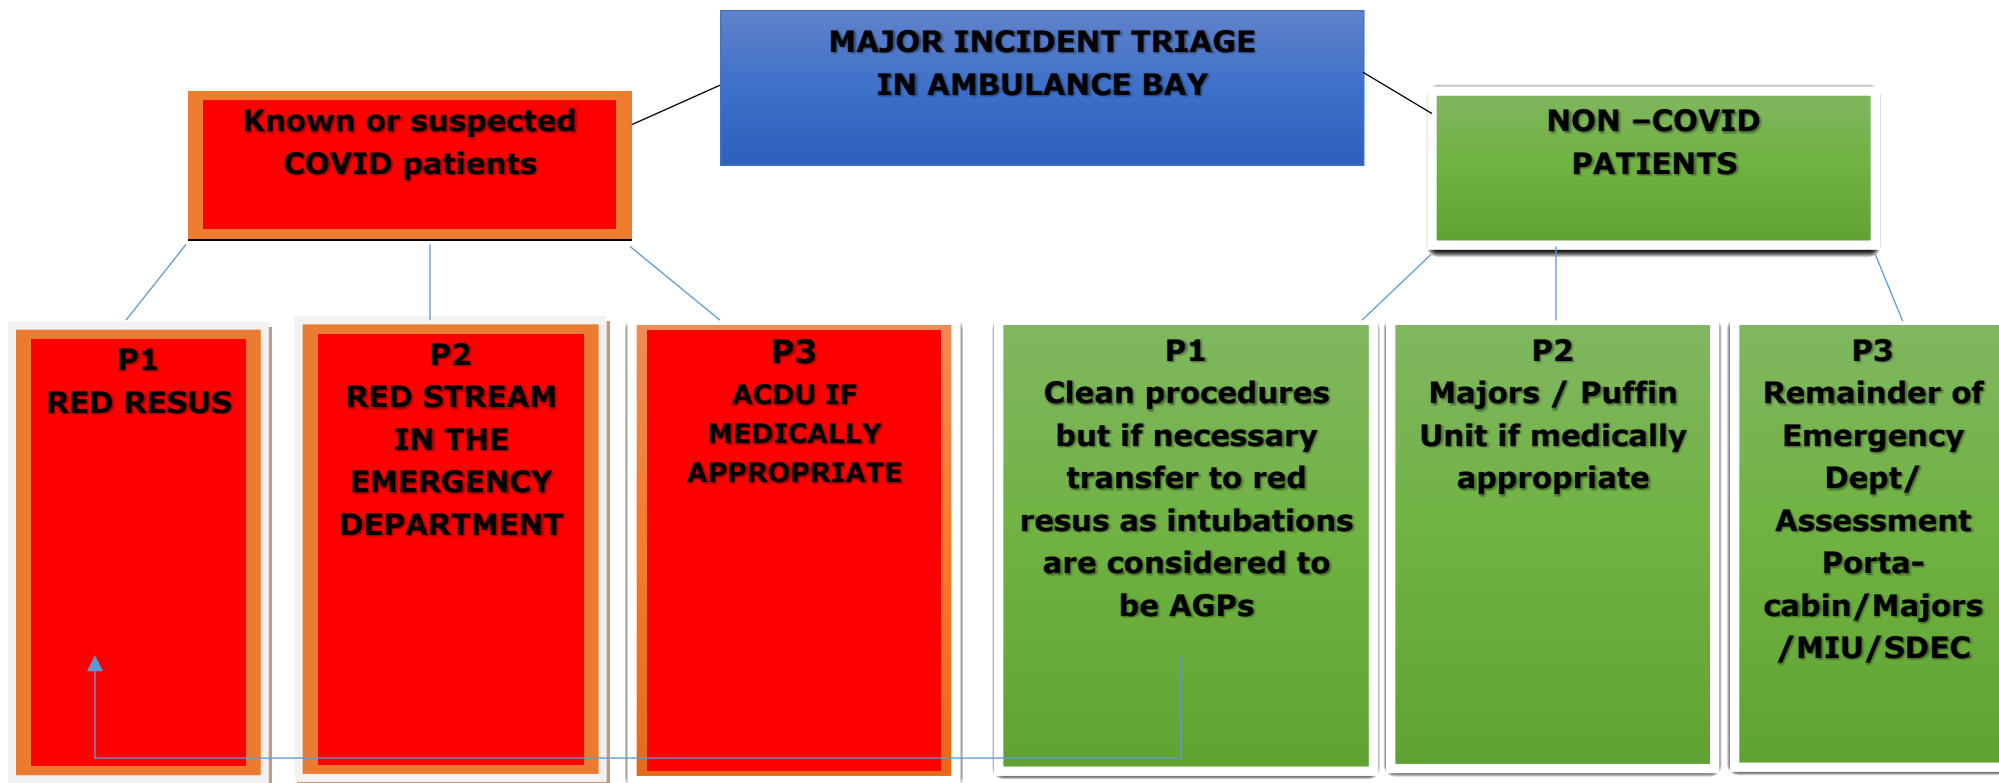 MAJOR INCIDENT TRIAGE
IN AMBULANCE BAY
Known or suspected
COVID patients
NON –COVID
PATIENTS
P1
RED RESUS
P2
RED STREAM
IN THE
EMERGENCY
DEPARTMENT
P3
ACDU IF
MEDICALLY
APPROPRIATE
P1
Clean procedures
but if necessary
transfer to red
resus as intubations
are considered to
be AGPs
P2
Majors / Puffin
Unit if medically
appropriate
P3
Remainder of
Emergency
Dept/
Assessment
Porta-
cabin/Majors
/MIU/SDEC